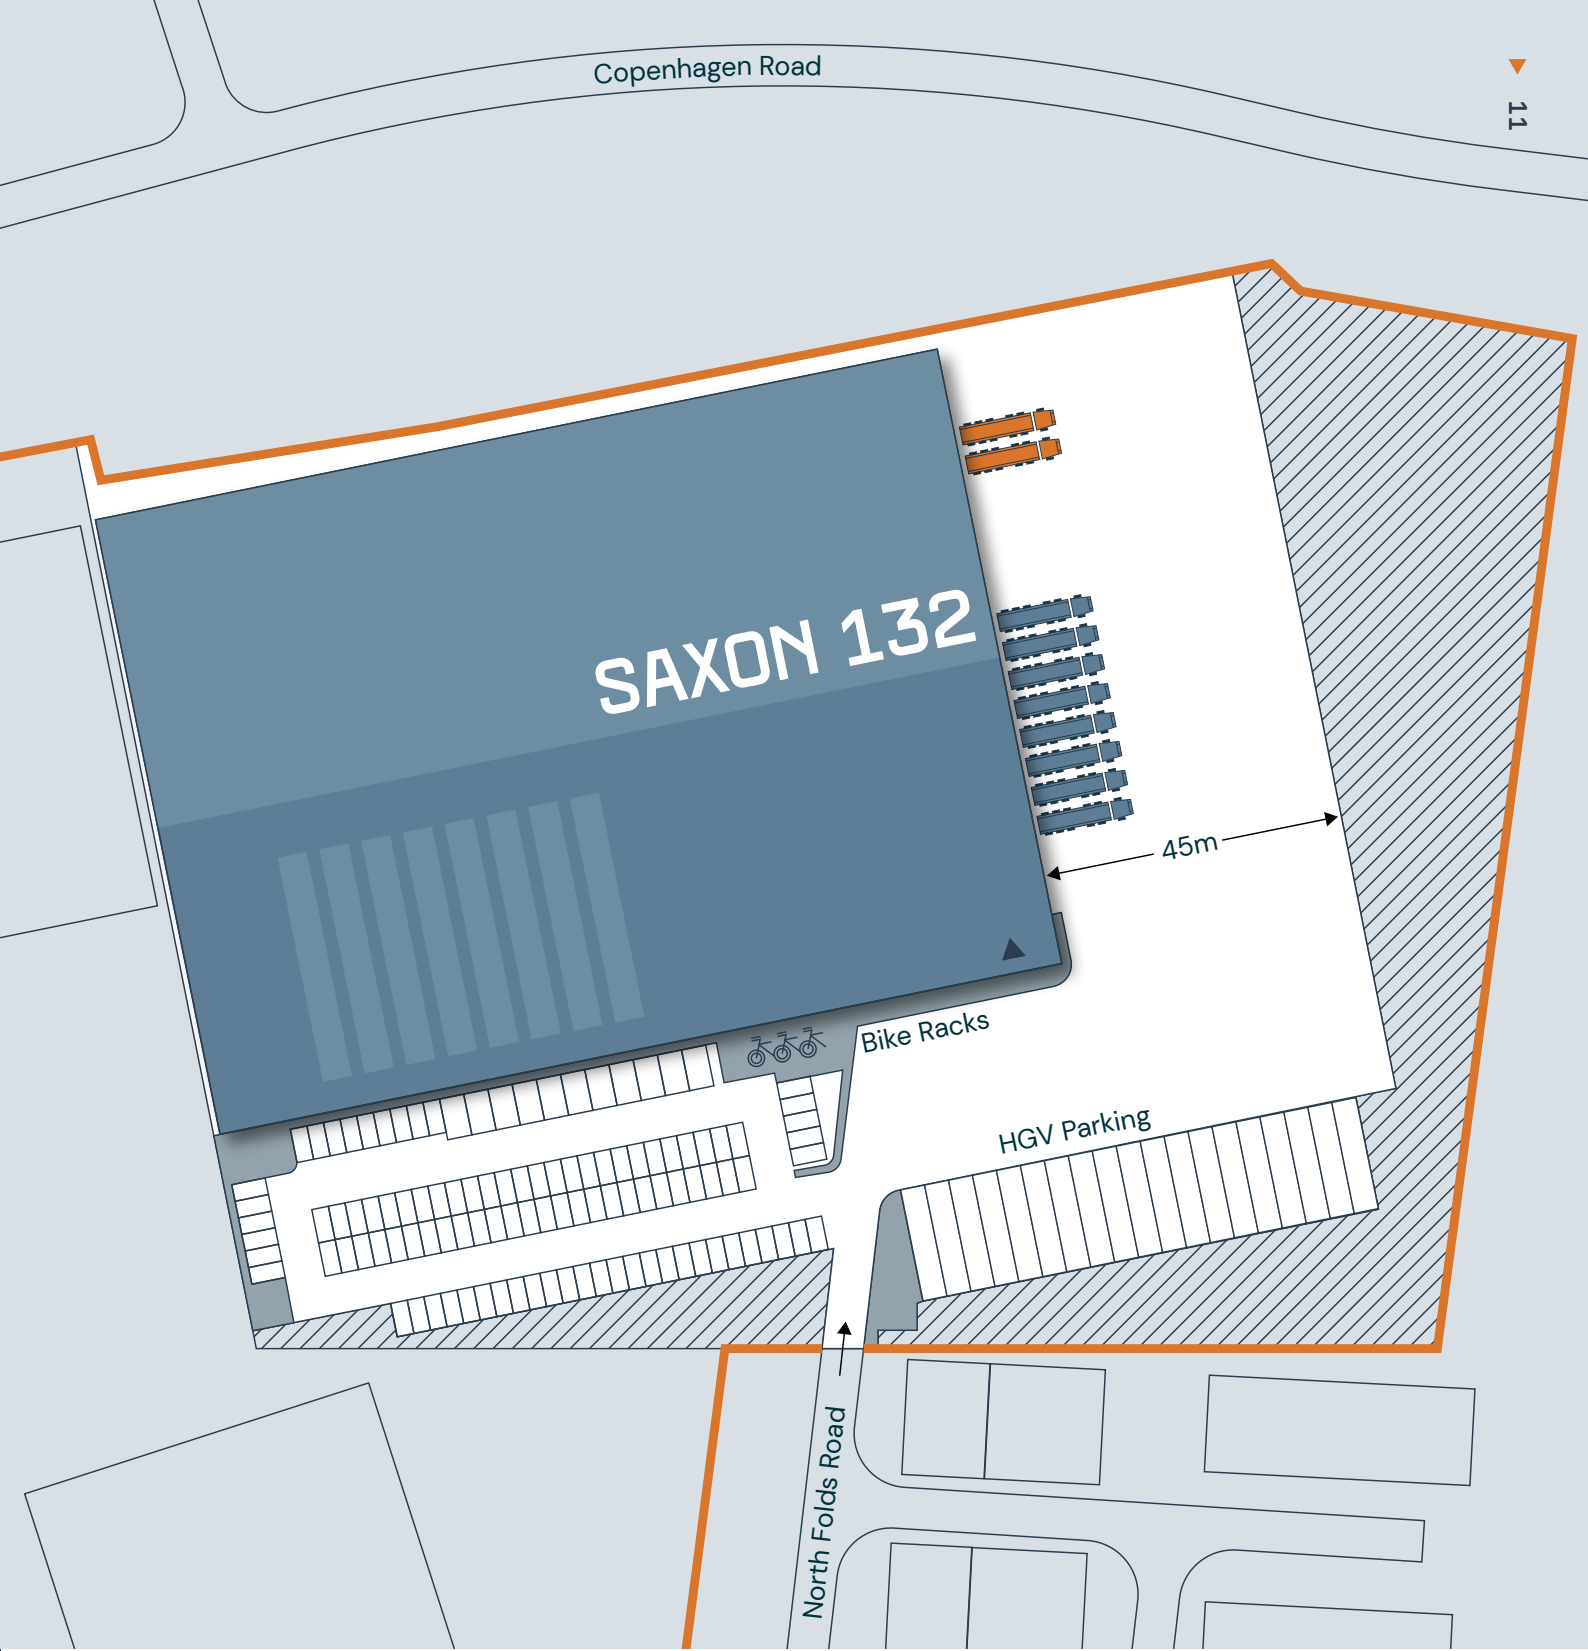 Copenhagen Road
11
SAXON 132
45m
Bike Racks
HGV Parking
North Folds Road